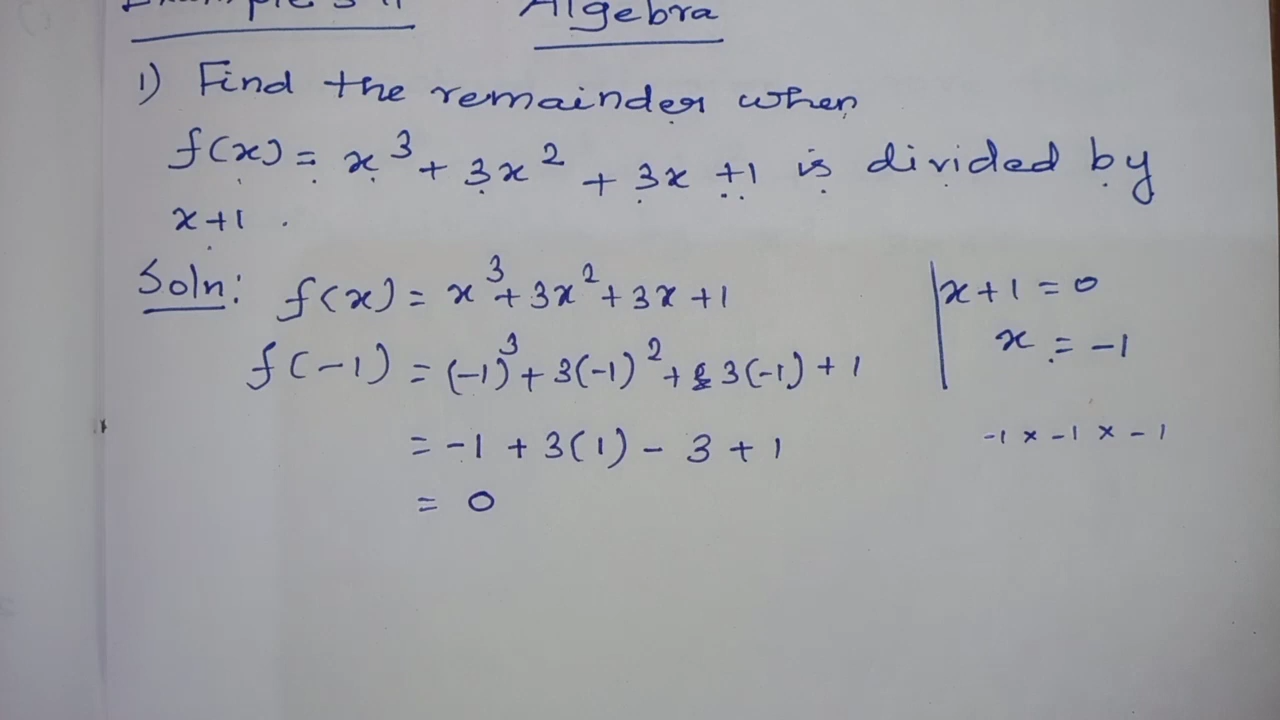 Algebra
1) Find the remainder when
f(x) = x³ + 3x² + 3x + 1 is divided by
x+1 .
Soln: f(x) = x³ + 3x² + 3x + 1
x + 1 = 0
x = -1
f(-1) = (-1)³ + 3(-1)² + 3(-1) + 1
= -1 + 3(1) - 3 + 1
-1 x -1 x -1
= 0